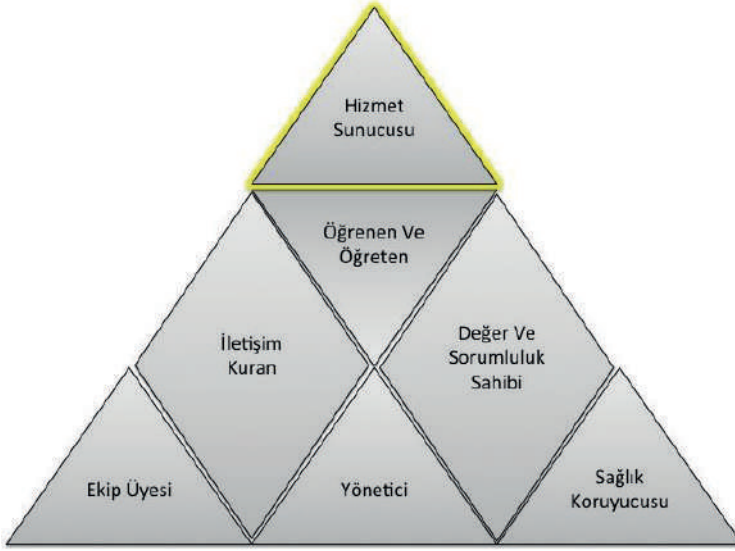 Hizmet
Sunucusu
Öğrenen Ve
Öğreten
İletişim
Kuran
Değer Ve
Sorumluluk
Sahibi
Ekip Üyesi
Yönetici
Sağlık
Koruyucusu